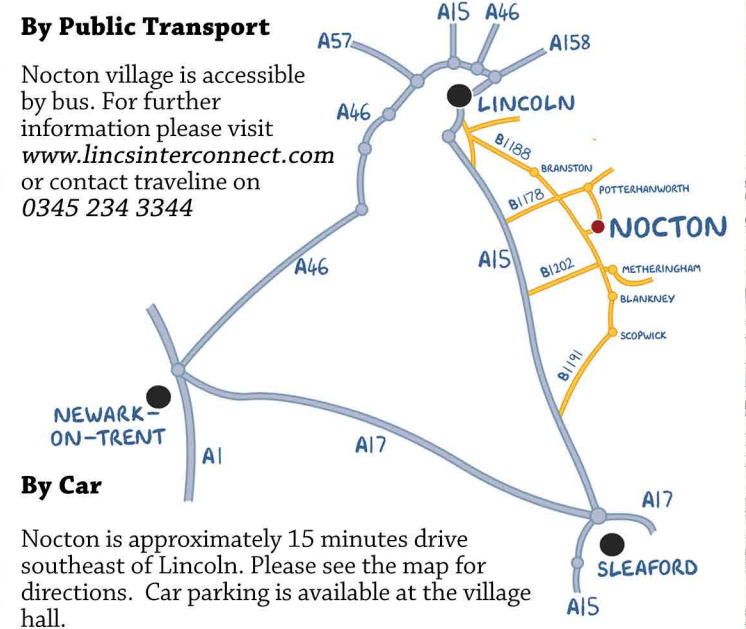 By Public Transport
Nocton village is accessible
by bus. For further
information please visit
www.lincsinterconnect.com
or contact traveline on
0345 234 3344
A15
A46
A57
A158
A46
LINCOLN
B1188
BRANSTON
B1178
POTTERHANWORTH
NOCTON
A15
B1202
METHERINGHAM
A46
BLANKNEY
SCOPWICK
B1191
NEWARK-
ON-TRENT
A1
A17
A17
SLEAFORD
A15
By Car
Nocton is approximately 15 minutes drive
southeast of Lincoln. Please see the map for
directions.  Car parking is available at the village
hall.